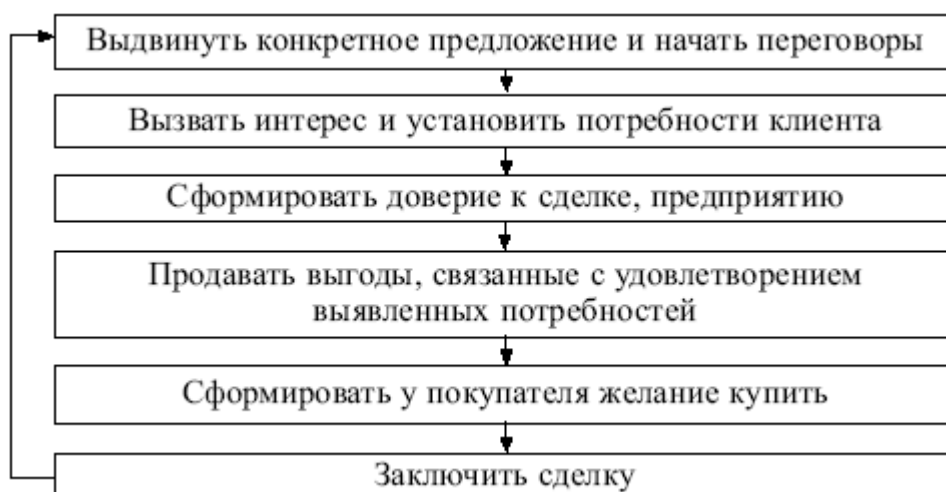 Выдвинуть конкретное предложение и начать переговоры
Вызвать интерес и установить потребности клиента
Сформировать доверие к сделке, предприятию
Продавать выгоды, связанные с удовлетворением
выявленных потребностей
Сформировать у покупателя желание купить
Заключить сделку